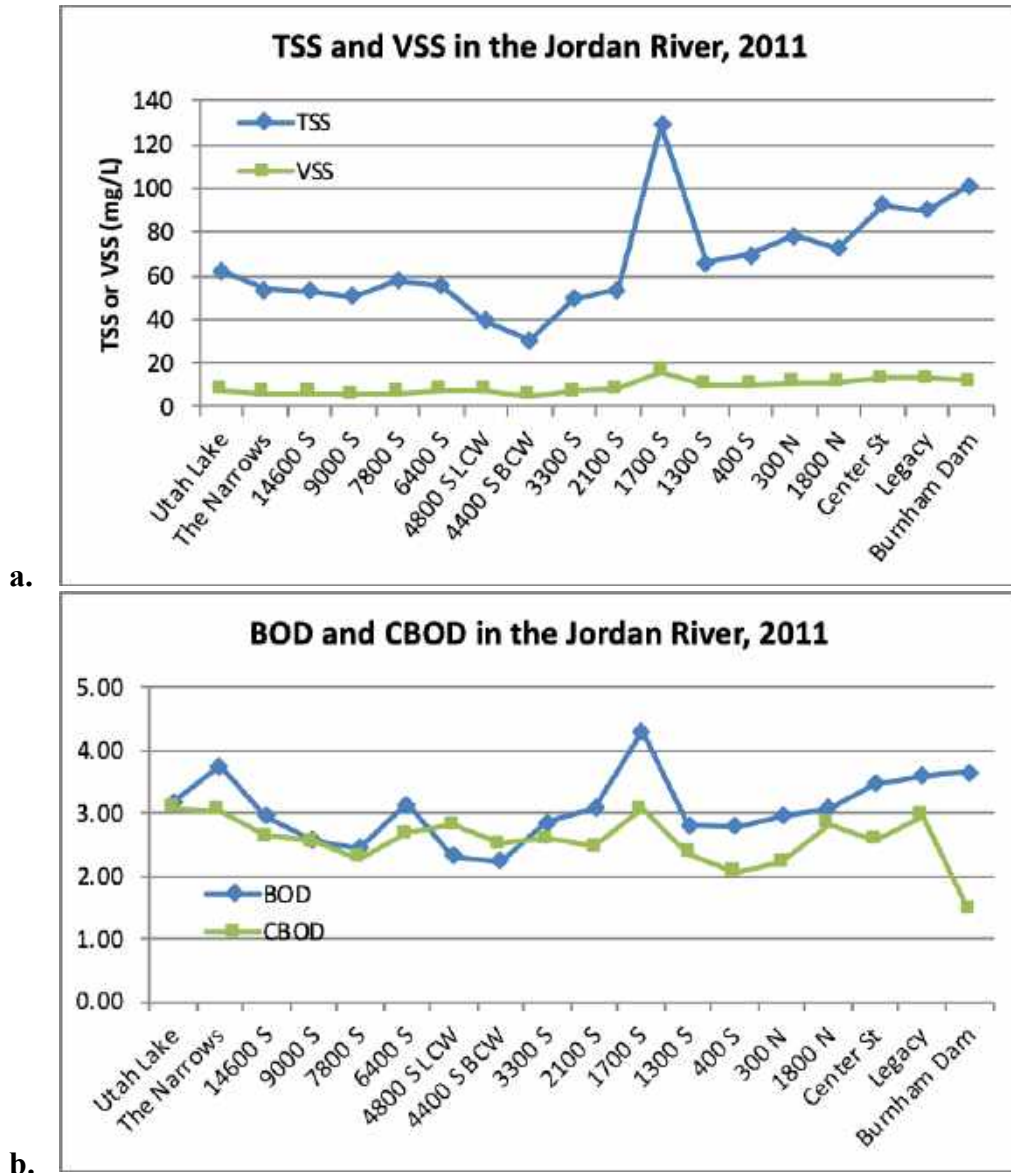 TSS and VSS in the Jordan River, 2011
TSS or VSS (mg/L)
140
120
100
80
60
40
20
0
TSS
VSS
Utah Lake
The Narrows
14600 S
9000 S
7800 S
6400 S
4800 S LCW
4400 S BCW
3300 S
2100 S
1700 S
1300 S
400 S
300 N
1800 N
Center St
Legacy
Burnham Dam
a.
BOD and CBOD in the Jordan River, 2011
5.00
4.00
3.00
2.00
1.00
0.00
BOD
CBOD
Utah Lake
The Narrows
14600 S
9000 S
7800 S
6400 S
4800 S LCW
4400 S BCW
3300 S
2100 S
1700 S
1300 S
400 S
300 N
1800 N
Center St
Legacy
Burnham Dam
b.